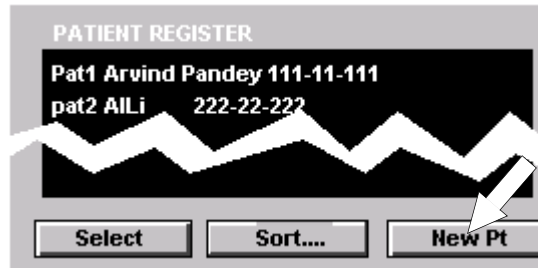 PATIENT REGISTER
Pat1 Arvind Pandey 111-11-111
pat2 AlLi 222-22-222
Select Sort.... New Pt